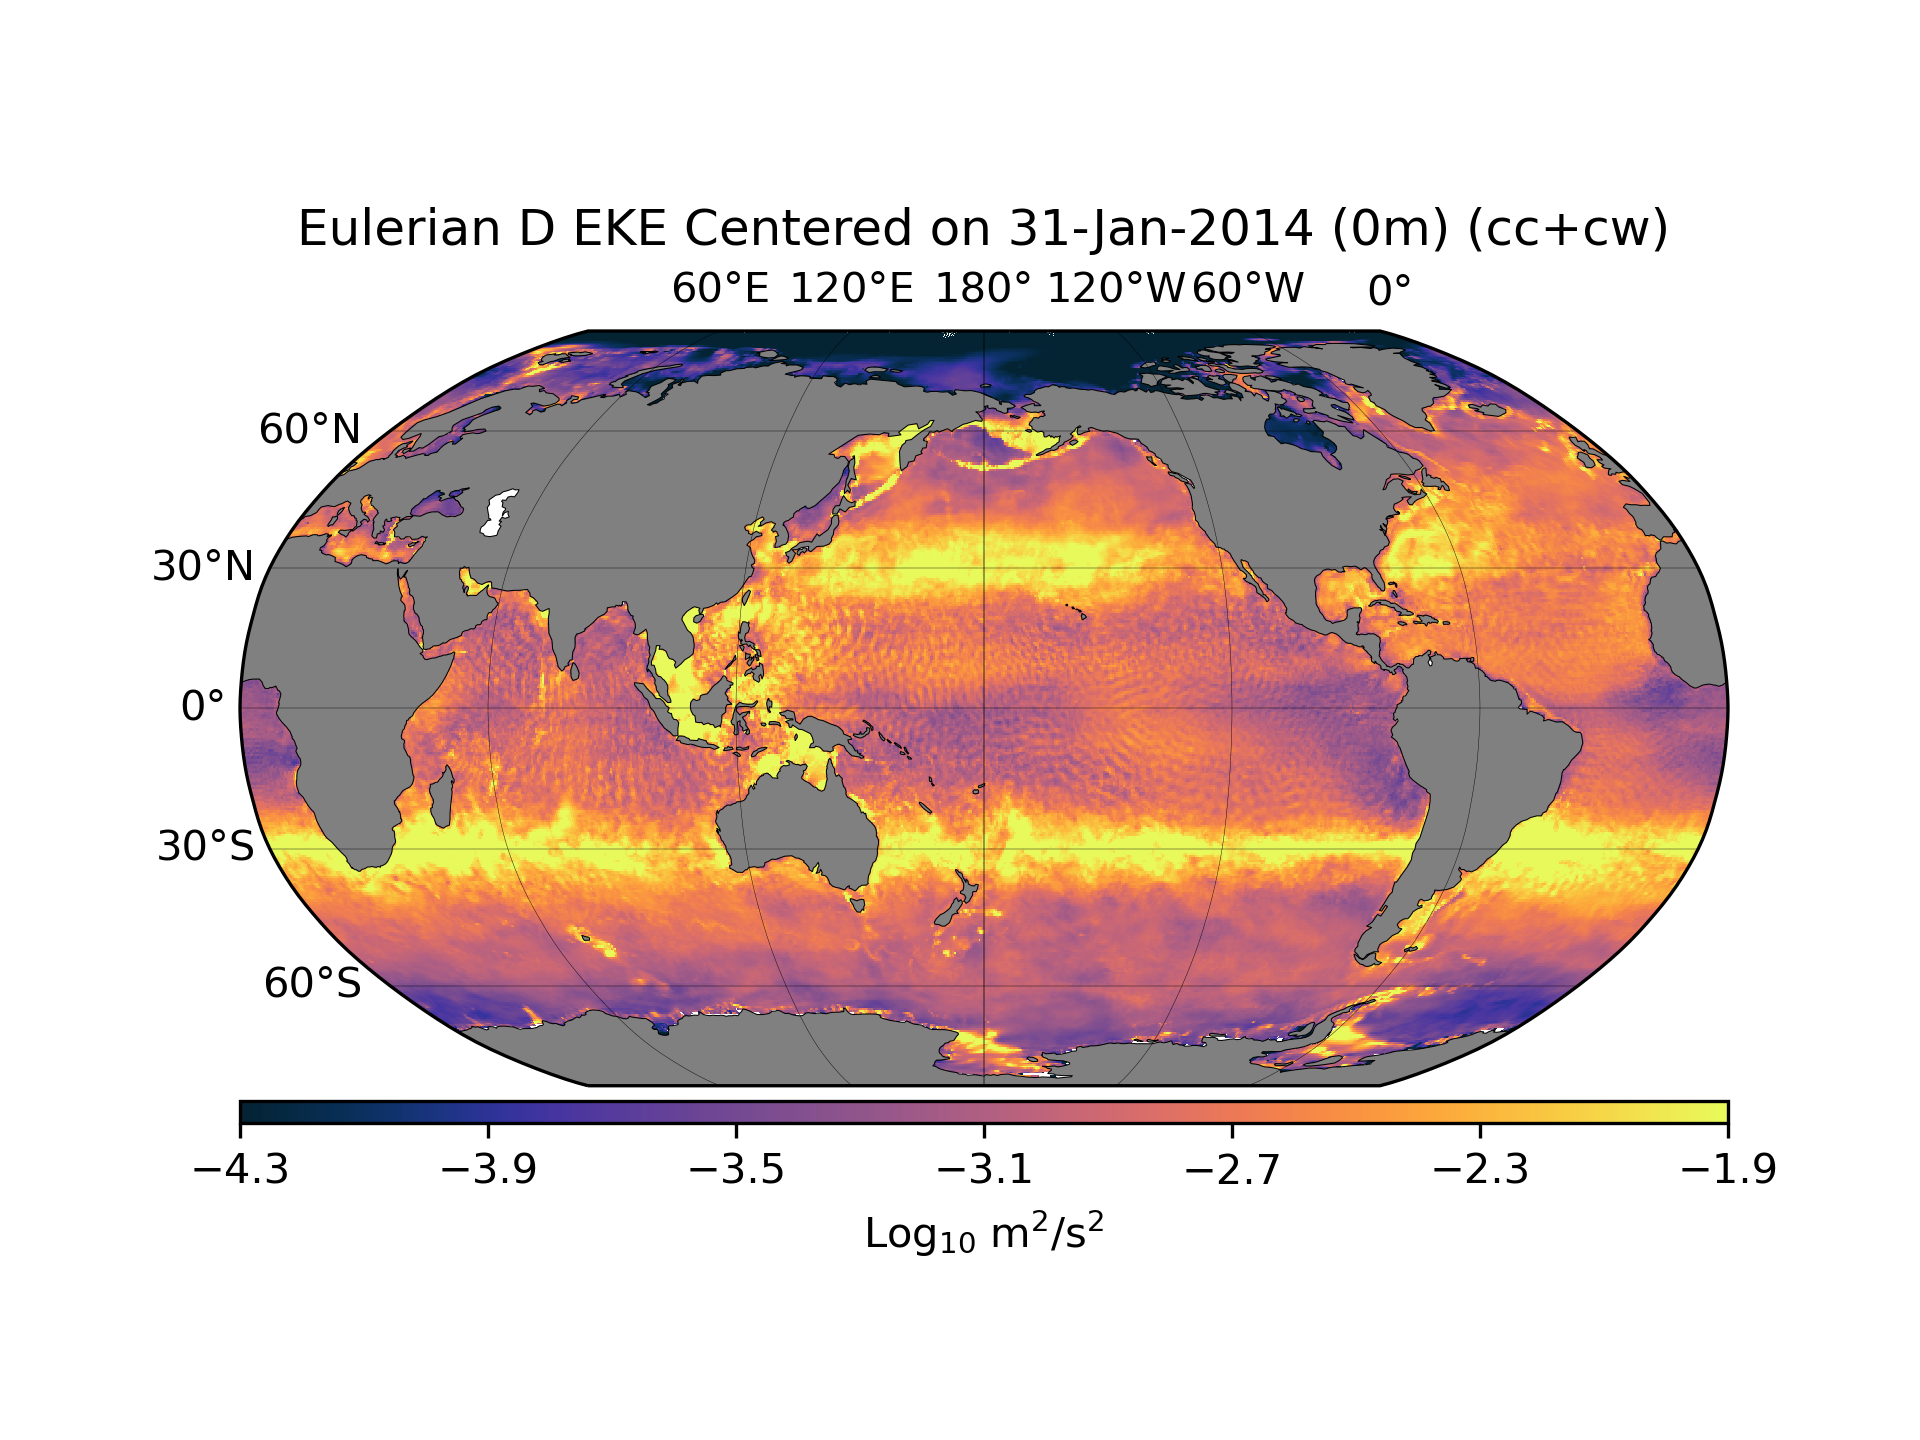 Eulerian D EKE Centered on 31-Jan-2014 (0m) (cc+cw)
60°E 120°E 180° 120°W 60°W 0°
60°N
30°N
0°
30°S
60°S
−4.3 −3.9 −3.5 −3.1 −2.7 −2.3 −1.9
Log₁₀ m²/s²